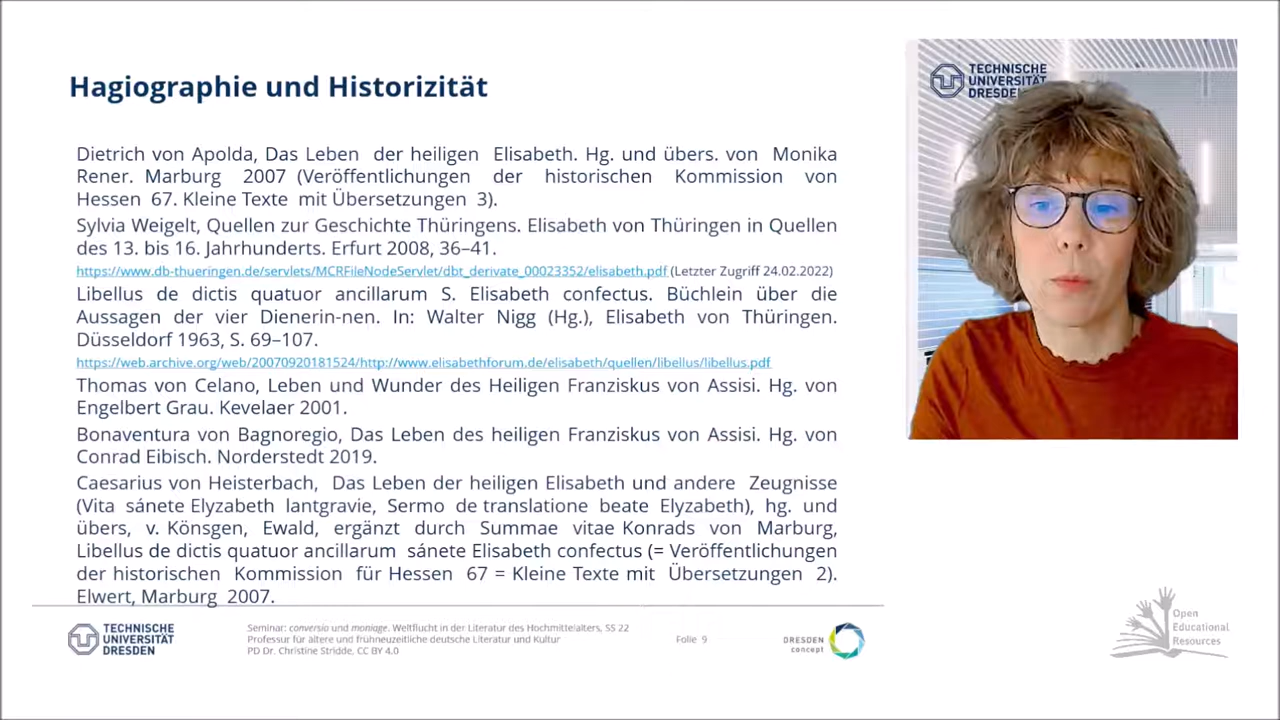 Hagiographie und Historizität
Dietrich von Apolda, Das Leben der heiligen Elisabeth. Hg. und übers. von Monika
Rener. Marburg 2007 (Veröffentlichungen der historischen Kommission von
Hessen 67. Kleine Texte mit Übersetzungen 3).
Sylvia Weigelt, Quellen zur Geschichte Thüringens. Elisabeth von Thüringen in Quellen
des 13. bis 16. Jahrhunderts. Erfurt 2008, 36–41.
https://www.db-thueringen.de/servlets/MCRFileNodeServlet/dbt_derivate_00023352/elisabeth.pdf (Letzter Zugriff 24.02.2022)
Libellus de dictis quatuor ancillarum S. Elisabeth confectus. Büchlein über die
Aussagen der vier Dienerin-nen. In: Walter Nigg (Hg.), Elisabeth von Thüringen.
Düsseldorf 1963, S. 69–107.
https://web.archive.org/web/20070920181524/http://www.elisabethforum.de/elisabeth/quellen/libellus/libellus.pdf
Thomas von Celano, Leben und Wunder des Heiligen Franziskus von Assisi. Hg. von
Engelbert Grau. Kevelaer 2001.
Bonaventura von Bagnoregio, Das Leben des heiligen Franziskus von Assisi. Hg. von
Conrad Eibisch. Norderstedt 2019.
Caesarius von Heisterbach, Das Leben der heiligen Elisabeth und andere Zeugnisse
(Vita sánete Elyzabeth lantgravie, Sermo de translatione beate Elyzabeth), hg. und
übers, v. Könsgen, Ewald, ergänzt durch Summae vitae Konrads von Marburg,
Libellus de dictis quatuor ancillarum sánete Elisabeth confectus (= Veröffentlichungen
der historischen Kommission für Hessen 67 = Kleine Texte mit Übersetzungen 2).
Elwert, Marburg 2007.
TECHNISCHE
UNIVERSITÄT
DRESDEN
Seminar: conversio und moniage. Weltflucht in der Literatur des Hochmittelalters, SS 22
Professur für ältere und frühneuzeitliche deutsche Literatur und Kultur
PD Dr. Christine Stridde, CC BY 4.0
Folie 9
DRESDEN
concept
TECHNISCHE
UNIVERSITÄT
DRESDEN
Open
Educational
Resources